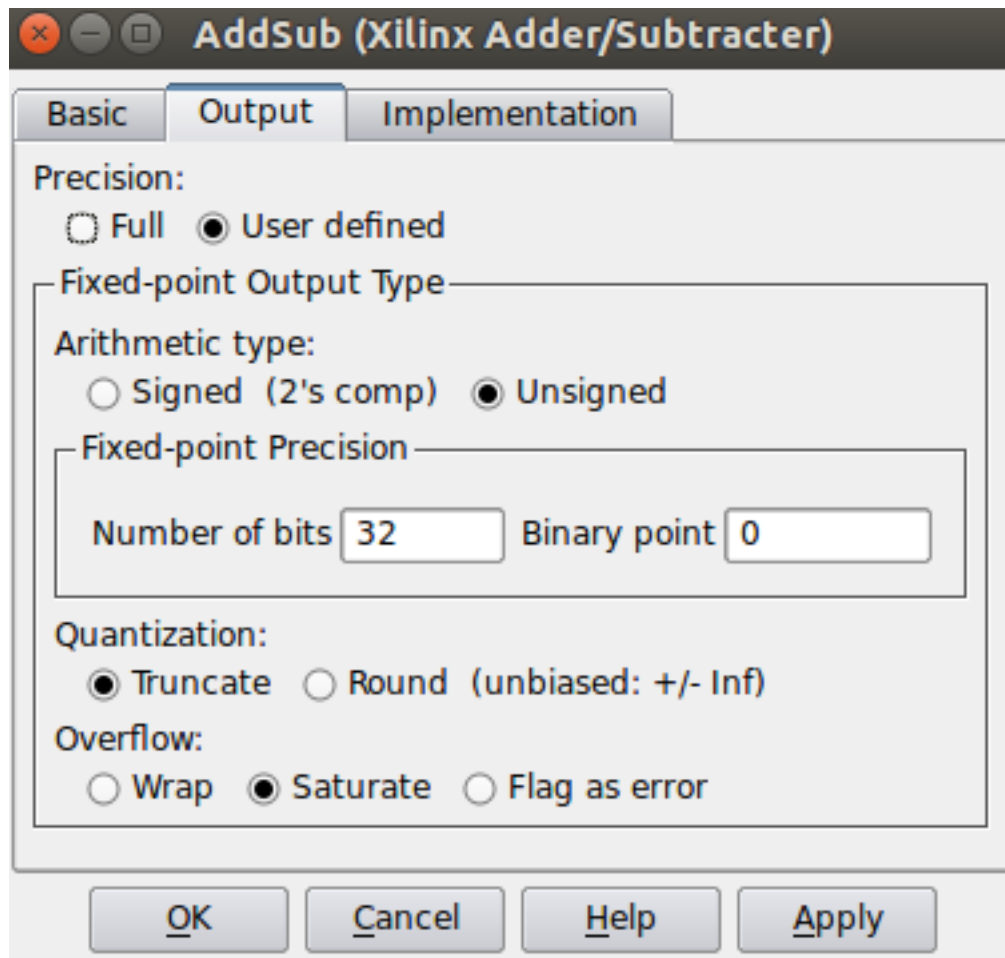 AddSub (Xilinx Adder/Subtracter)
Basic Output Implementation
Precision:
Full User defined
Fixed-point Output Type
Arithmetic type:
Signed (2's comp) Unsigned
Fixed-point Precision
Number of bits 32 Binary point 0
Quantization:
Truncate Round (unbiased: +/- Inf)
Overflow:
Wrap Saturate Flag as error
OK Cancel Help Apply